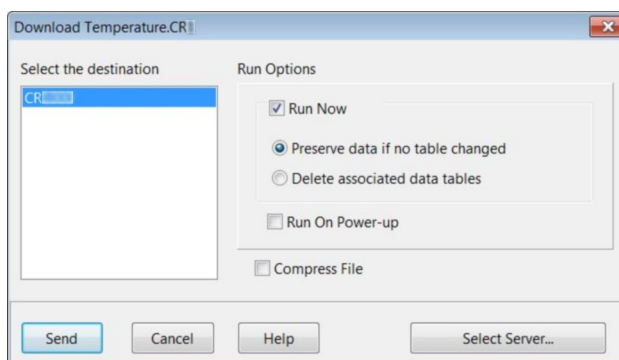 Download Temperature.CR
Select the destination
Run Options
CR
Run Now
Preserve data if no table changed
Delete associated data tables
Run On Power-up
Compress File
Send
Cancel
Help
Select Server...